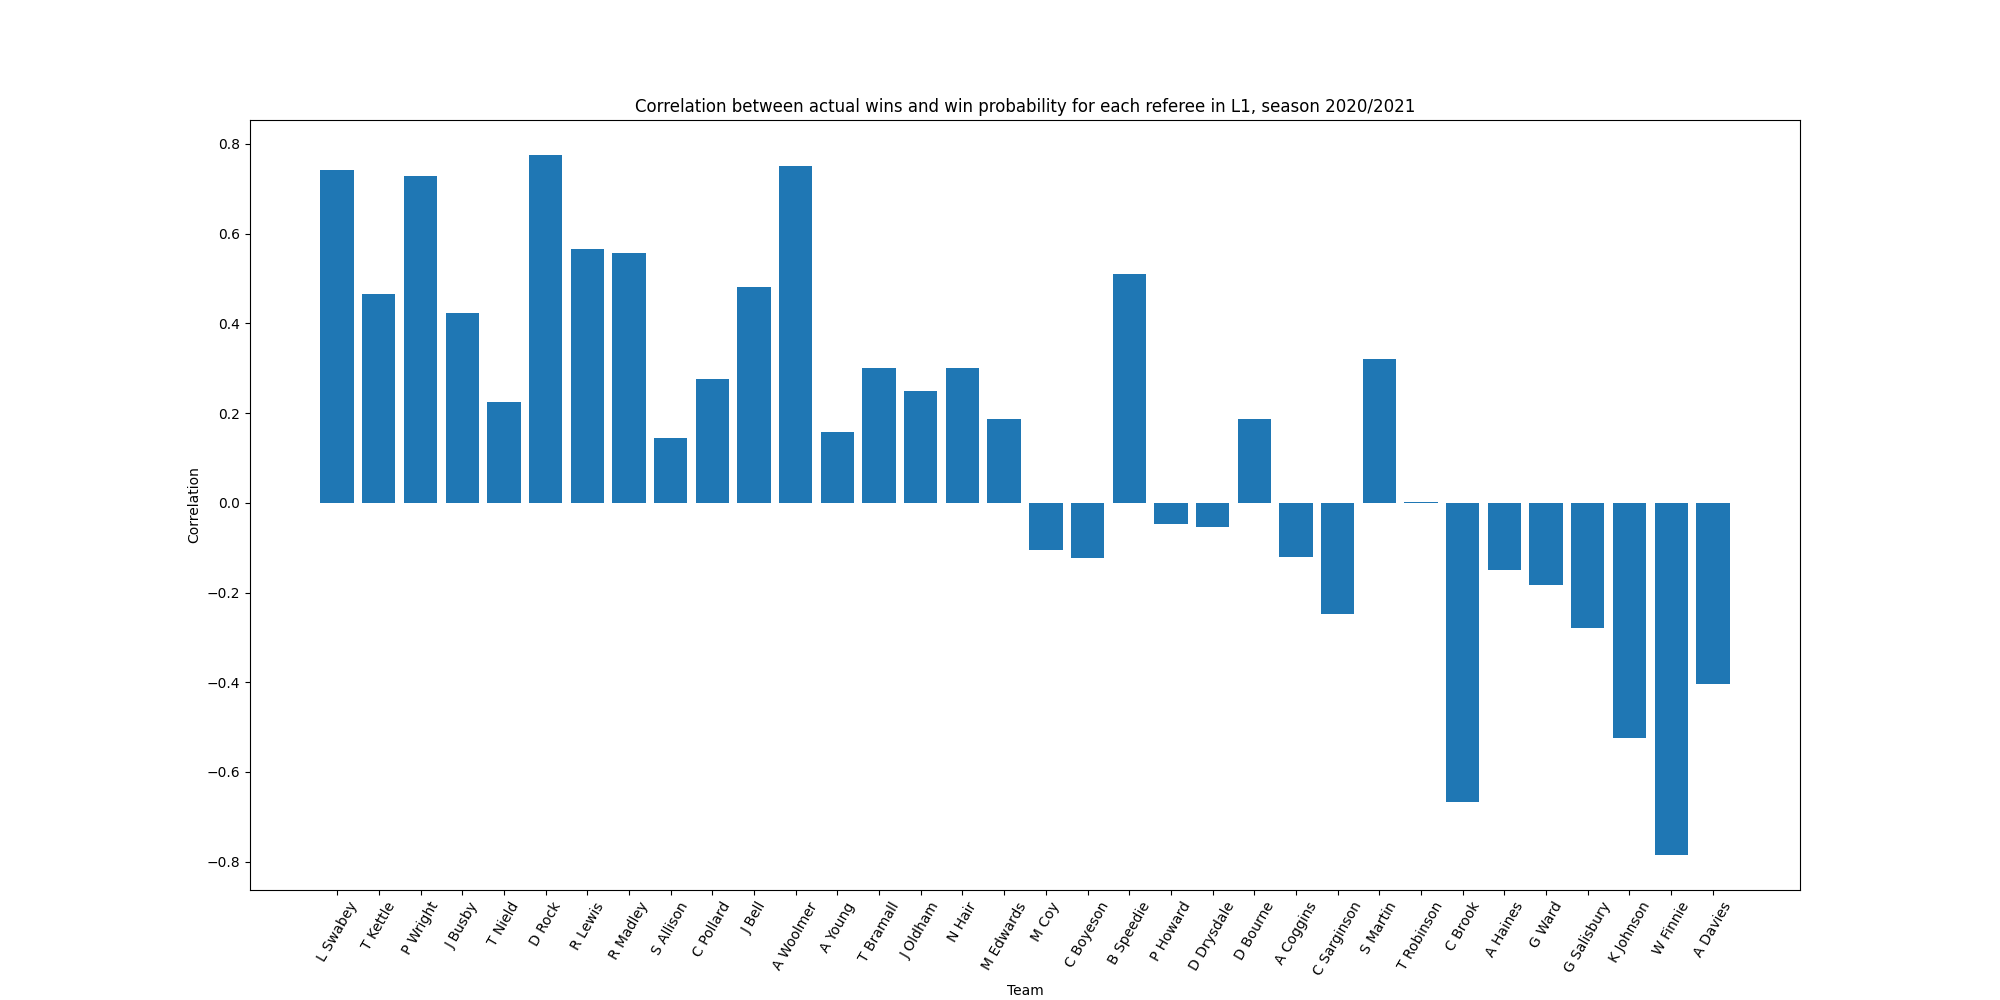 Correlation between actual wins and win probability for each referee in L1, season 2020/2021
Correlation
0.8
0.6
0.4
0.2
0.0
−0.2
−0.4
−0.6
−0.8
L Swabey
T Kettle
P Wright
J Busby
T Nield
D Rock
R Lewis
R Madley
S Allison
C Pollard
J Bell
A Woolmer
A Young
T Bramall
J Oldham
N Hair
M Edwards
M Coy
C Boyeson
B Speedie
P Howard
D Drysdale
D Bourne
A Coggins
C Sarginson
S Martin
T Robinson
C Brook
A Haines
G Ward
G Salisbury
K Johnson
W Finnie
A Davies
Team